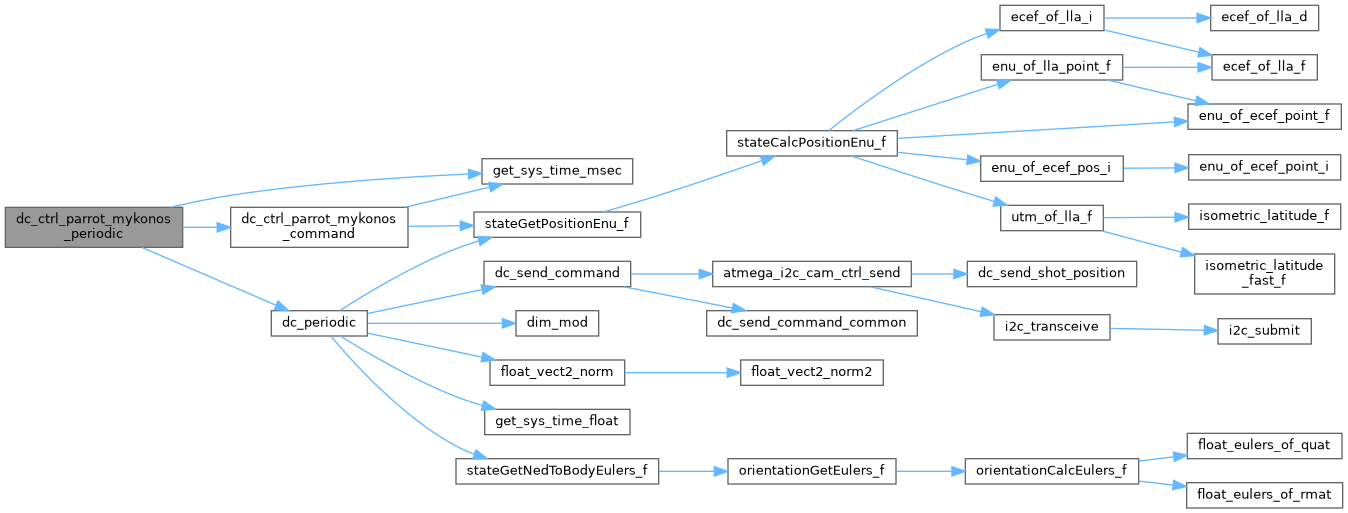 dc_ctrl_parrot_mykonos
_periodic
dc_ctrl_parrot_mykonos
_command
get_sys_time_msec
stateGetPositionEnu_f
stateCalcPositionEnu_f
ecef_of_lla_i
ecef_of_lla_d
ecef_of_lla_f
enu_of_lla_point_f
enu_of_ecef_point_f
enu_of_ecef_pos_i
enu_of_ecef_point_i
utm_of_lla_f
isometric_latitude_f
isometric_latitude
_fast_f
dc_periodic
dc_send_command
atmega_i2c_cam_ctrl_send
dc_send_shot_position
i2c_transceive
i2c_submit
dc_send_command_common
dim_mod
float_vect2_norm
float_vect2_norm2
get_sys_time_float
stateGetNedToBodyEulers_f
orientationGetEulers_f
orientationCalcEulers_f
float_eulers_of_quat
float_eulers_of_rmat